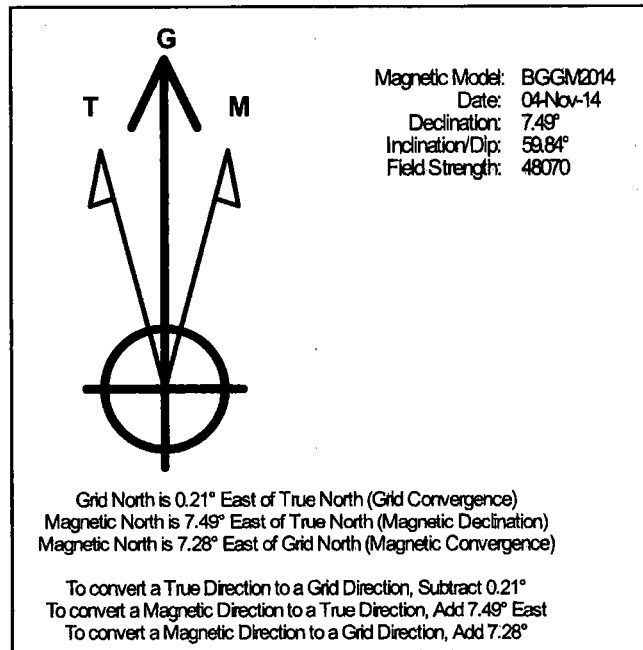 G
T M
Magnetic Model: BGGM2014
Date: 04-Nov-14
Declination: 7.49°
Inclination/Dip: 59.84°
Field Strength: 48070
Grid North is 0.21° East of True North (Grid Convergence)
Magnetic North is 7.49° East of True North (Magnetic Declination)
Magnetic North is 7.28° East of Grid North (Magnetic Convergence)
To convert a True Direction to a Grid Direction, Subtract 0.21°
To convert a Magnetic Direction to a True Direction, Add 7.49° East
To convert a Magnetic Direction to a Grid Direction, Add 7.28°